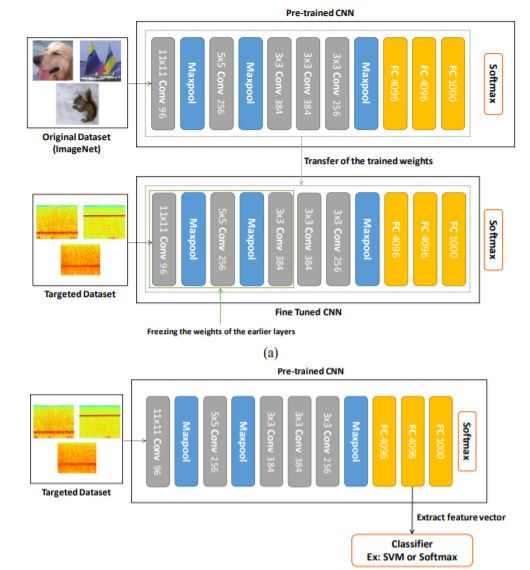 Pre-trained CNN
11x11 Conv 96
Maxpool
5x5 Conv 256
Maxpool
3x3 Conv 384
3x3 Conv 384
3x3 Conv 256
Maxpool
FC 4096
FC 4096
FC 1000
Softmax
Original Dataset
(ImageNet)
Transfer of the trained weights
11x11 Conv 96
Maxpool
5x5 Conv 256
Maxpool
3x3 Conv 384
3x3 Conv 384
3x3 Conv 256
Maxpool
FC 4096
FC 4096
FC 1000
Softmax
Targeted Dataset
Fine Tuned CNN
Freezing the weights of the earlier layers
(a)
Pre-trained CNN
11x11 Conv 96
Maxpool
5x5 Conv 256
Maxpool
3x3 Conv 384
3x3 Conv 384
3x3 Conv 256
Maxpool
FC 4096
FC 4096
FC 1000
Softmax
Targeted Dataset
Extract feature vector
Classifier
Ex: SVM or Softmax